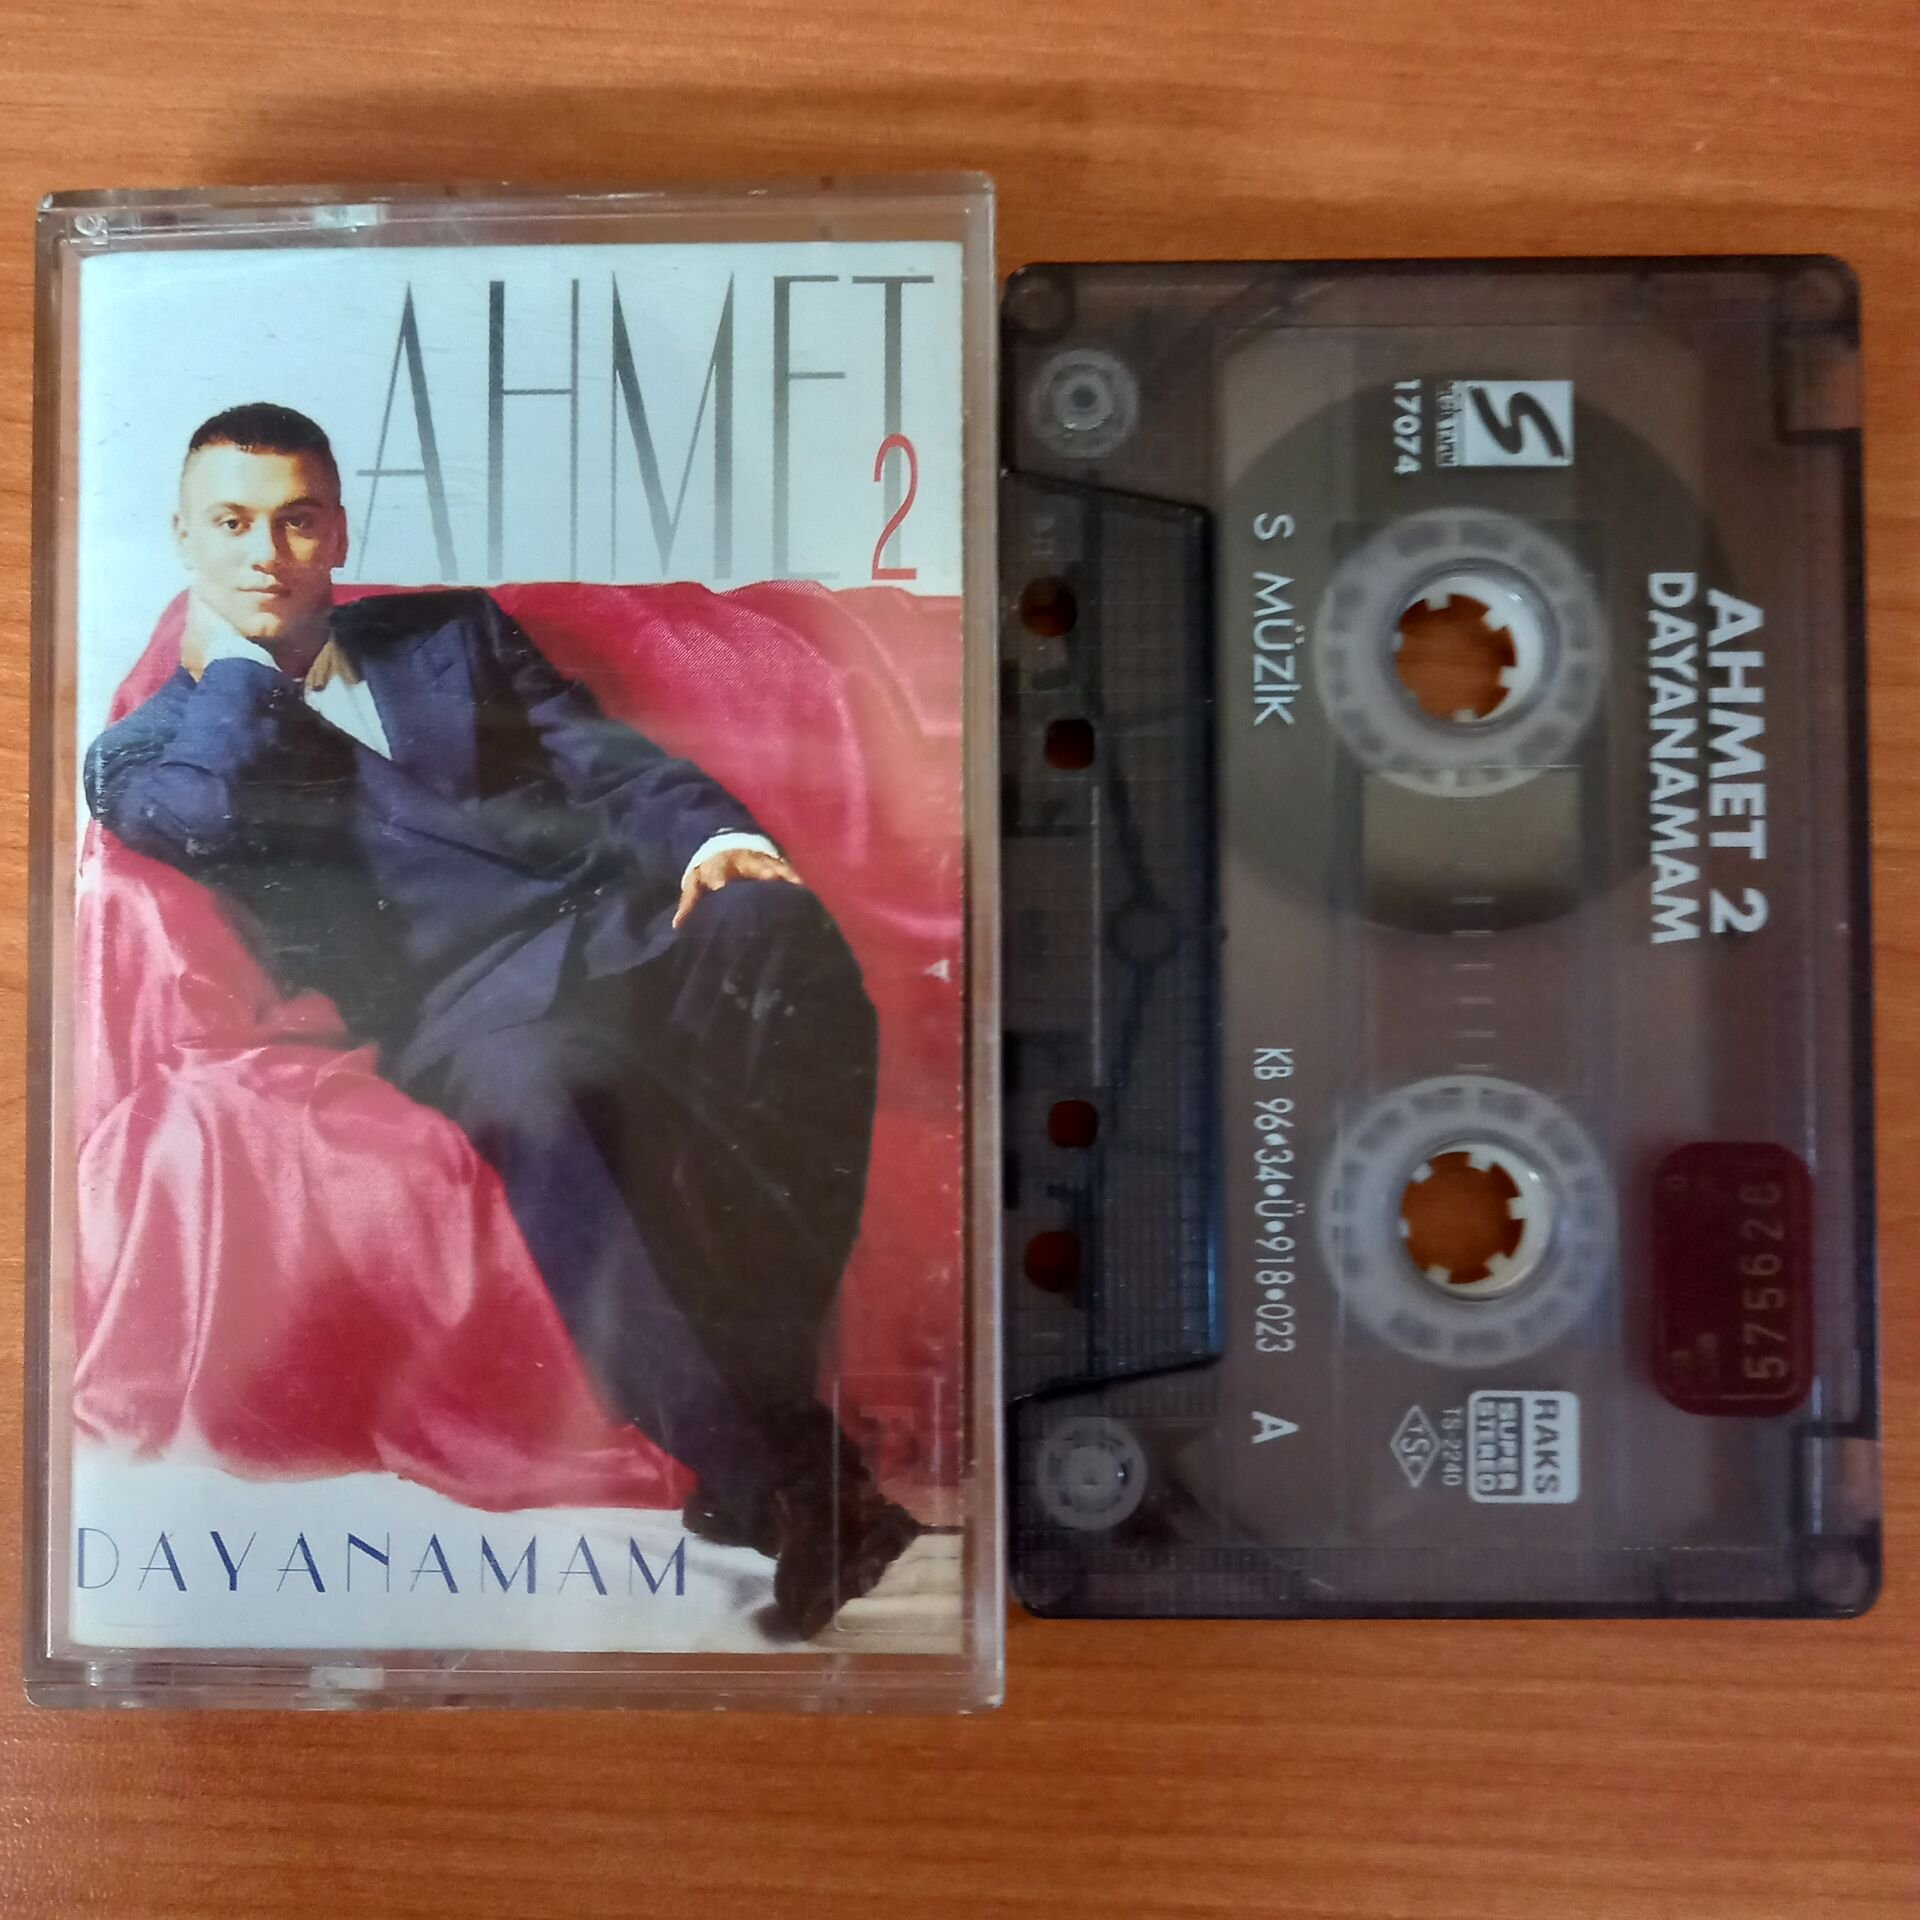 AHMET
2
DAYANAMAM
AHMET 2
DAYANAMAM
S
17074
S MÜZİK
KB 96•34•Ü•918•023
A
RAKS
SUPER
STEREO
TS-2240
TSE